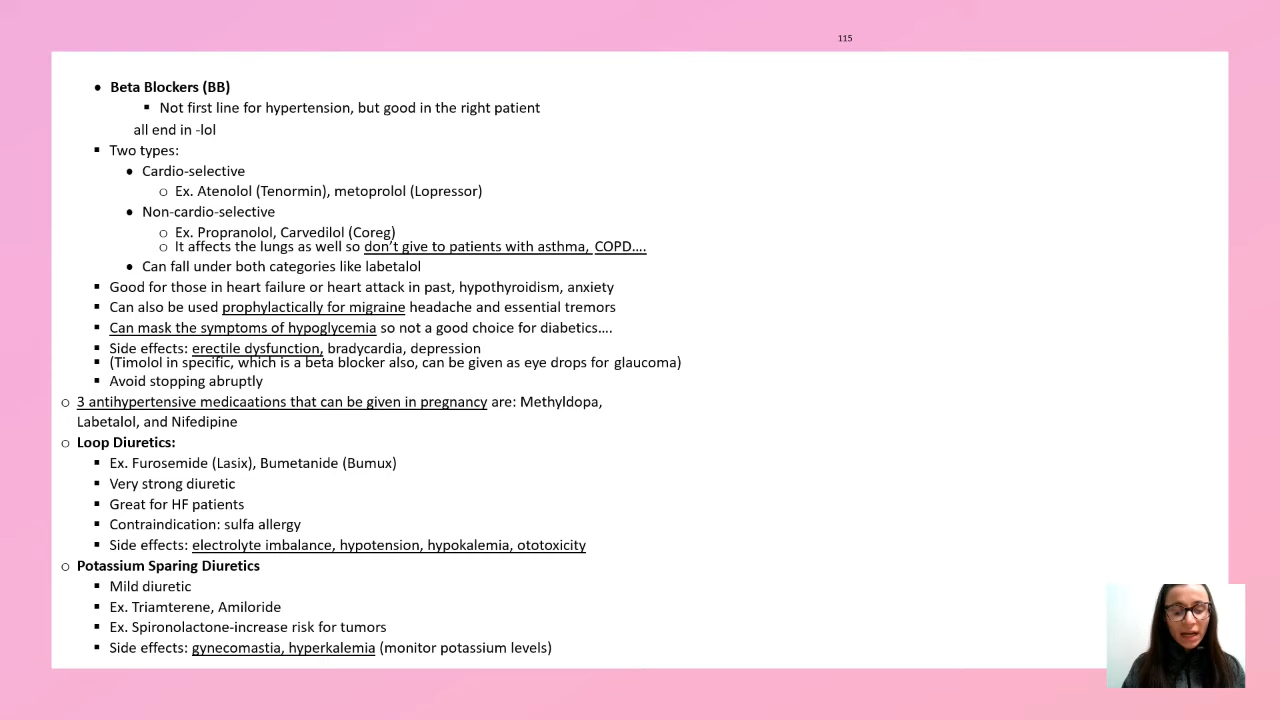 115
• Beta Blockers (BB)
▪ Not first line for hypertension, but good in the right patient
all end in -lol
▪ Two types:
• Cardio-selective
o Ex. Atenolol (Tenormin), metoprolol (Lopressor)
• Non-cardio-selective
o Ex. Propranolol, Carvedilol (Coreg)
o It affects the lungs as well so don't give to patients with asthma, COPD....
• Can fall under both categories like labetalol
▪ Good for those in heart failure or heart attack in past, hypothyroidism, anxiety
▪ Can also be used prophylactically for migraine headache and essential tremors
▪ Can mask the symptoms of hypoglycemia so not a good choice for diabetics....
▪ Side effects: erectile dysfunction, bradycardia, depression
▪ (Timolol in specific, which is a beta blocker also, can be given as eye drops for glaucoma)
▪ Avoid stopping abruptly
o 3 antihypertensive medicaations that can be given in pregnancy are: Methyldopa,
Labetalol, and Nifedipine
o Loop Diuretics:
▪ Ex. Furosemide (Lasix), Bumetanide (Bumux)
▪ Very strong diuretic
▪ Great for HF patients
▪ Contraindication: sulfa allergy
▪ Side effects: electrolyte imbalance, hypotension, hypokalemia, ototoxicity
o Potassium Sparing Diuretics
▪ Mild diuretic
▪ Ex. Triamterene, Amiloride
▪ Ex. Spironolactone-increase risk for tumors
▪ Side effects: gynecomastia, hyperkalemia (monitor potassium levels)